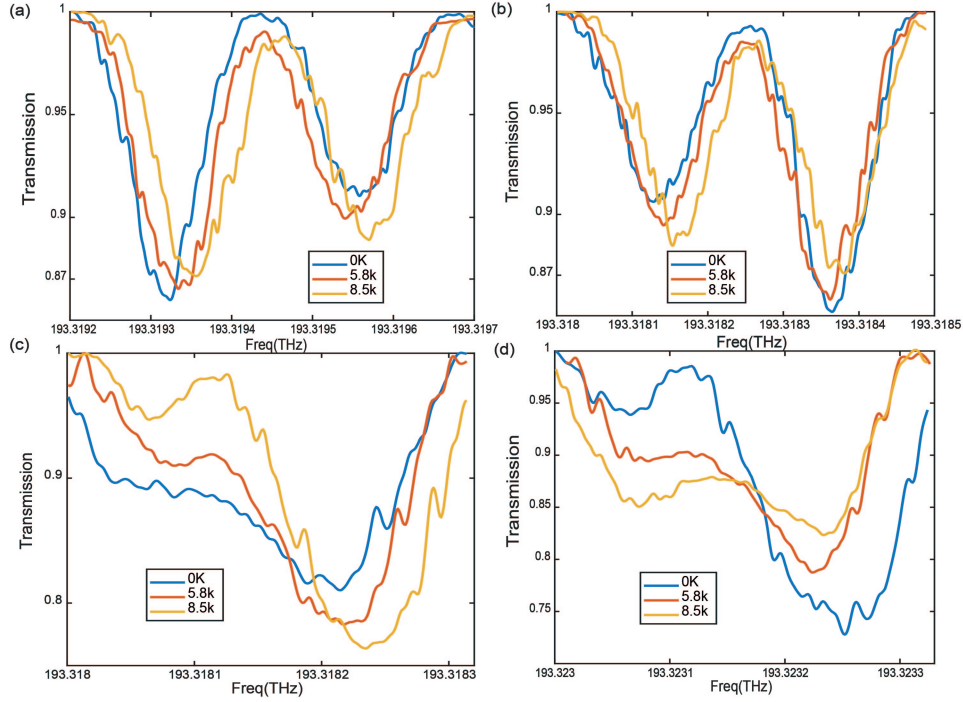 (a)
Transmission
1
0.95
0.9
0.87
0K
5.8k
8.5k
193.3192
193.3193
193.3194
193.3195
193.3196
193.3197
Freq(THz)
(b)
Transmission
1
0.95
0.9
0.87
0K
5.8k
8.5k
193.318
193.3181
193.3182
193.3183
193.3184
193.3185
Freq(THz)
(c)
Transmission
1
0.9
0.8
0K
5.8k
8.5k
193.318
193.3181
193.3182
193.3183
Freq(THz)
(d)
Transmission
1
0.95
0.9
0.85
0.8
0.75
0K
5.8k
8.5k
193.323
193.3231
193.3232
193.3233
Freq(THz)